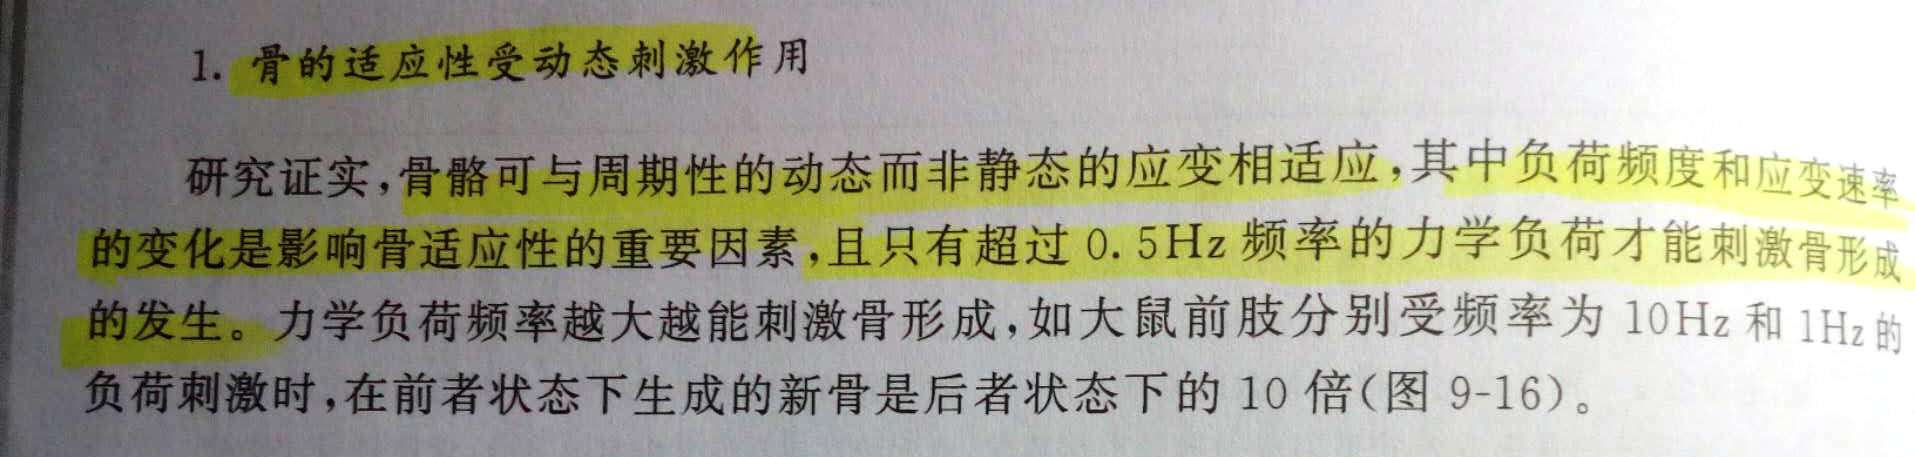 1. 骨的适应性受动态刺激作用
研究证实,骨骼可与周期性的动态而非静态的应变相适应,其中负荷频度和应变速率
的变化是影响骨适应性的重要因素,且只有超过 0.5Hz 频率的力学负荷才能刺激骨形成
的发生。力学负荷频率越大越能刺激骨形成,如大鼠前肢分别受频率为 10Hz 和 1Hz 的
负荷刺激时,在前者状态下生成的新骨是后者状态下的 10 倍(图 9-16)。